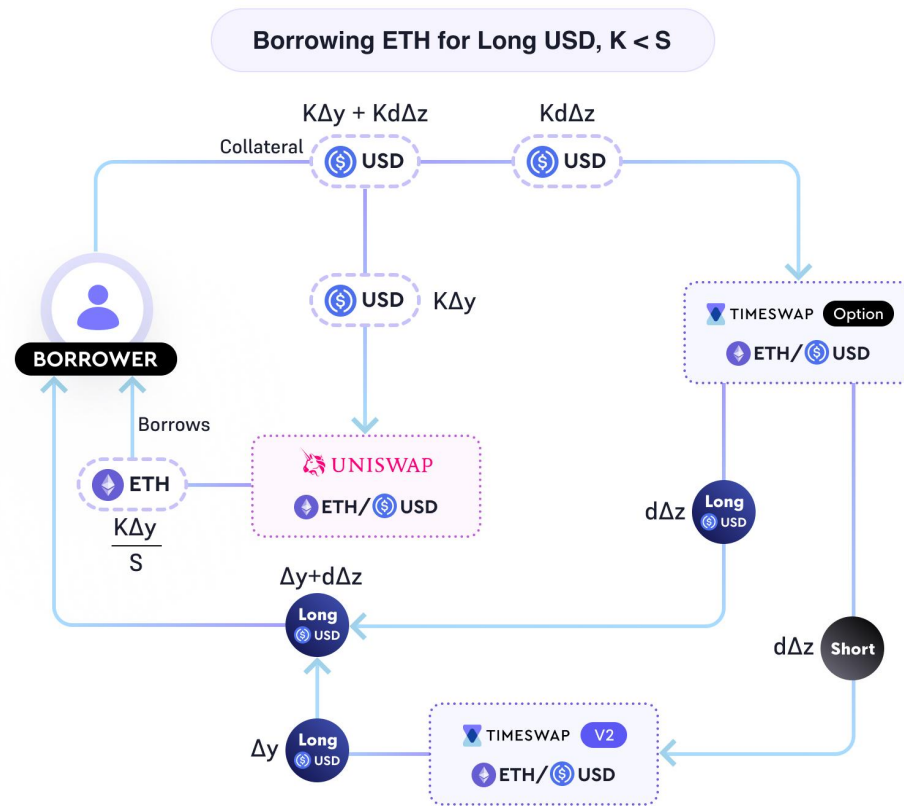 Borrowing ETH for Long USD, K < S
KΔy + KdΔz
KdΔz
Collateral
USD
USD
USD
KΔy
TIMESWAP Option
ETH/USD
BORROWER
Borrows
UNISWAP
ETH
ETH/USD
KΔy
S
dΔz
Long
USD
Δy+dΔz
Long
USD
dΔz
Short
Δy
Long
USD
TIMESWAP V2
ETH/USD